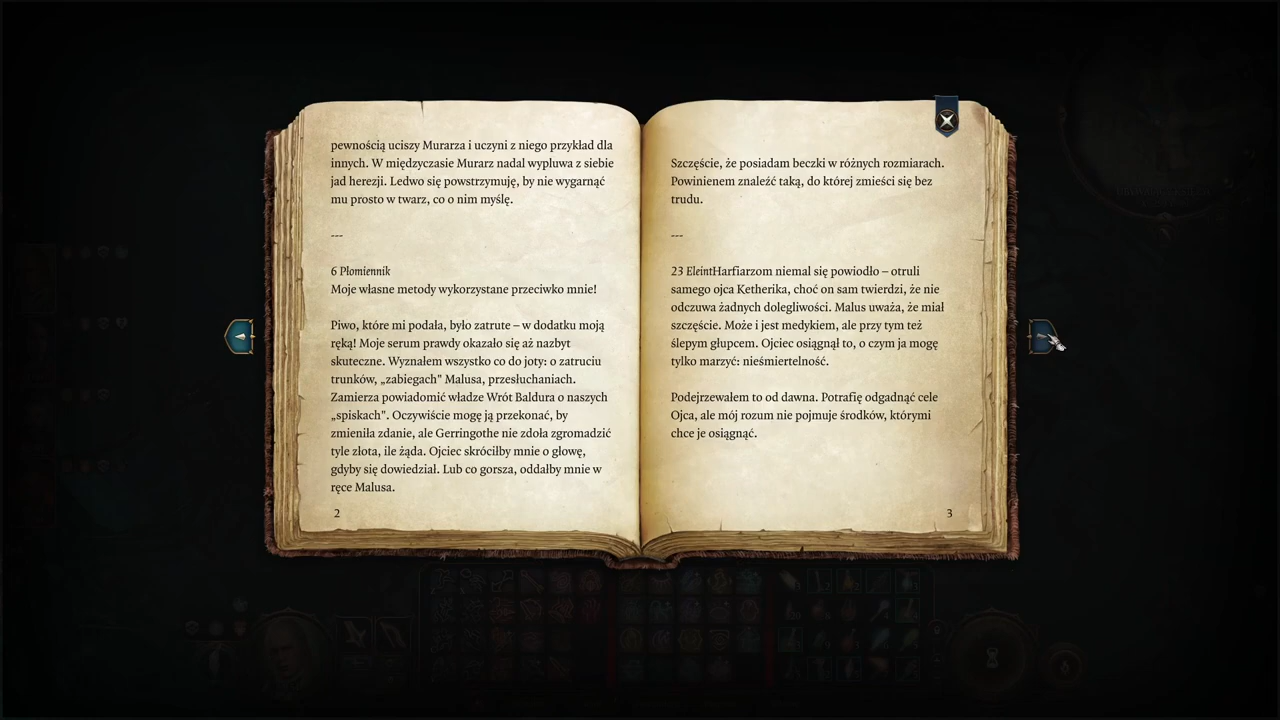 pewnością uciszy Murarza i uczyni z niego przykład dla
innych. W międzyczasie Murarz nadal wypluwa z siebie
jad herezji. Ledwo się powstrzymuję, by nie wygarnąć
mu prosto w twarz, co o nim myślę.
---
6 Płomiennik
Moje własne metody wykorzystane przeciwko mnie!
Piwo, które mi podała, było zatrute – w dodatku moją
ręką! Moje serum prawdy okazało się aż nazbyt
skuteczne. Wyznałem wszystko co do joty: o zatruciu
trunków, „zabiegach" Malusa, przesłuchaniach.
Zamierza powiadomić władze Wrót Baldura o naszych
„spiskach". Oczywiście mogę ją przekonać, by
zmieniła zdanie, ale Gerringothe nie zdoła zgromadzić
tyle złota, ile żąda. Ojciec skróciłby mnie o głowę,
gdyby się dowiedział. Lub co gorsza, oddałby mnie w
ręce Malusa.
2
Szczęście, że posiadam beczki w różnych rozmiarach.
Powinienem znaleźć taką, do której zmieści się bez
trudu.
---
23 EleintHarfiarzom niemal się powiodło – otruli
samego ojca Ketherika, choć on sam twierdzi, że nie
odczuwa żadnych dolegliwości. Malus uważa, że miał
szczęście. Może i jest medykiem, ale przy tym też
ślepym głupcem. Ojciec osiągnął to, o czym ja mogę
tylko marzyć: nieśmiertelność.
Podejrzewałem to od dawna. Potrafię odgadnąć cele
Ojca, ale mój rozum nie pojmuje środków, którymi
chce je osiągnąć.
3